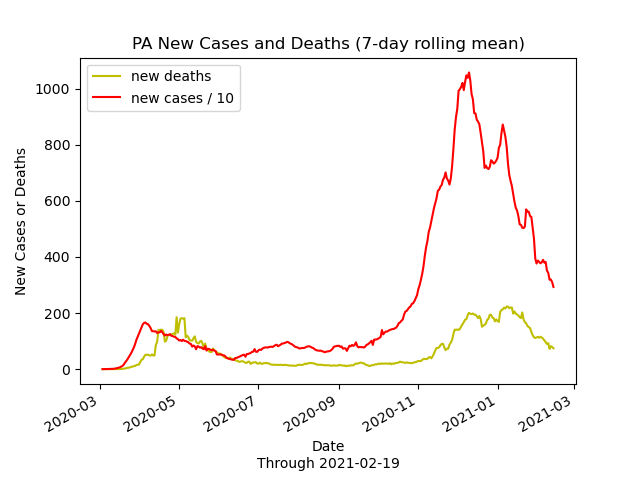 PA New Cases and Deaths (7-day rolling mean)
new deaths
new cases / 10
New Cases or Deaths
1000
800
600
400
200
0
2020-03
2020-05
2020-07
2020-09
2020-11
2021-01
2021-03
Date
Through 2021-02-19